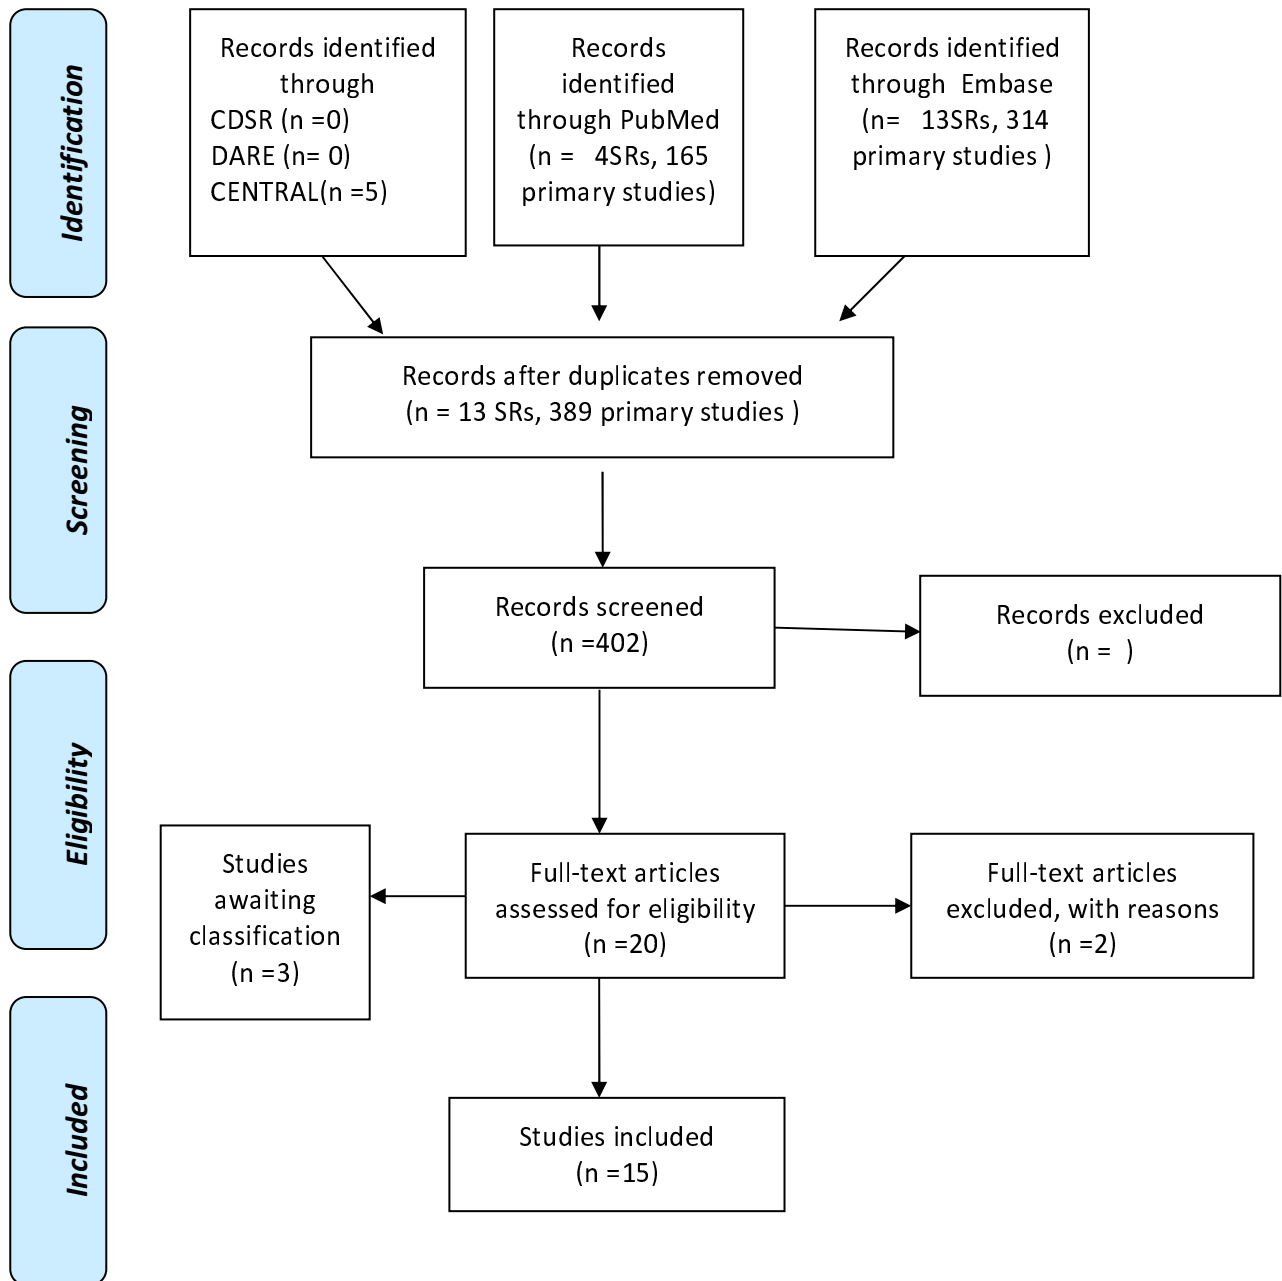 Identification
Records identified
through
CDSR (n =0)
DARE (n= 0)
CENTRAL(n =5)
Records
identified
through PubMed
(n = 4SRs, 165
primary studies)
Records identified
through Embase
(n= 13SRs, 314
primary studies )
Screening
Records after duplicates removed
(n = 13 SRs, 389 primary studies )
Records screened
(n =402)
Records excluded
(n = )
Eligibility
Studies
awaiting
classification
(n =3)
Full-text articles
assessed for eligibility
(n =20)
Full-text articles
excluded, with reasons
(n =2)
Included
Studies included
(n =15)